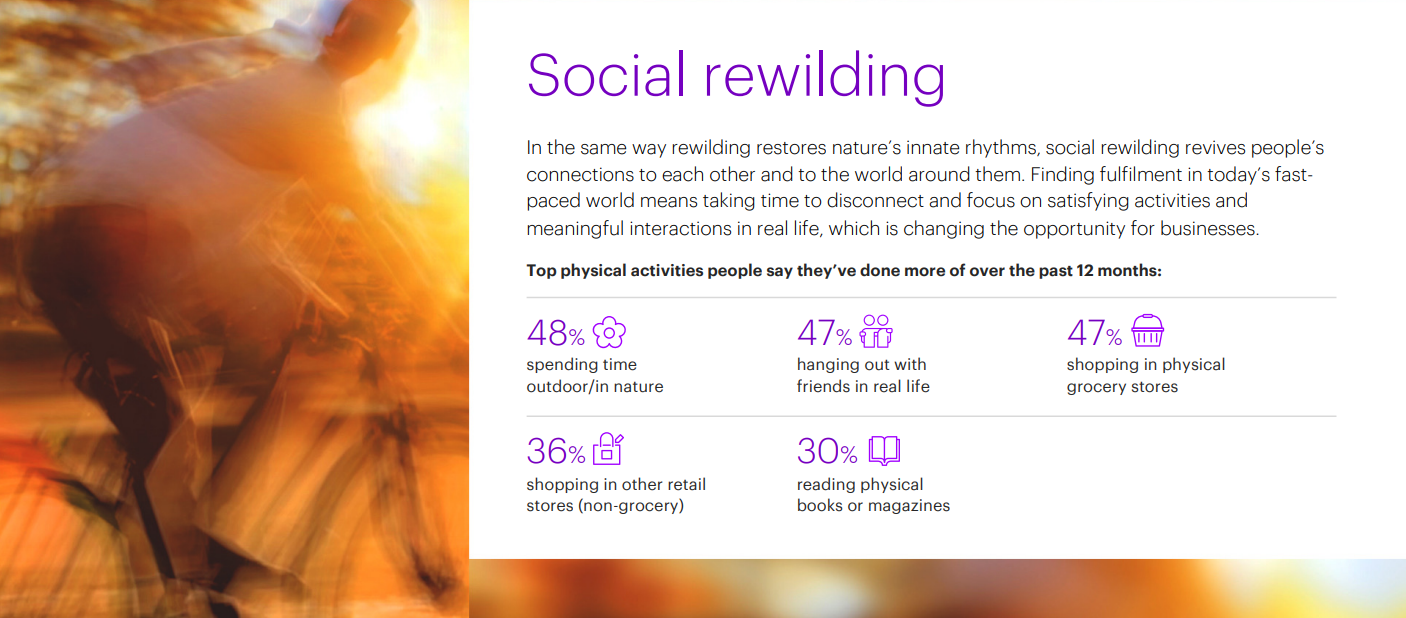 Social rewilding
In the same way rewilding restores nature’s innate rhythms, social rewilding revives people’s
connections to each other and to the world around them. Finding fulfilment in today’s fast-
paced world means taking time to disconnect and focus on satisfying activities and
meaningful interactions in real life, which is changing the opportunity for businesses.
Top physical activities people say they’ve done more of over the past 12 months:
48%
spending time
outdoor/in nature
47%
hanging out with
friends in real life
47%
shopping in physical
grocery stores
36%
shopping in other retail
stores (non-grocery)
30%
reading physical
books or magazines